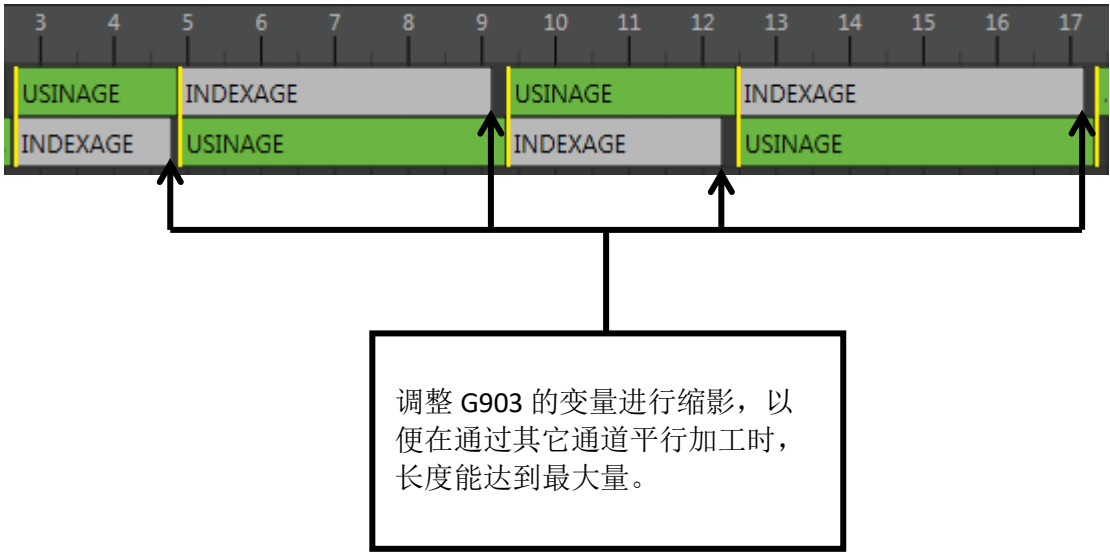 3 4 5 6 7 8 9 10 11 12 13 14 15 16 17
USINAGE INDEXAGE USINAGE INDEXAGE
INDEXAGE USINAGE INDEXAGE USINAGE
调整 G903 的变量进行缩影，以
便在通过其它通道平行加工时，
长度能达到最大量。